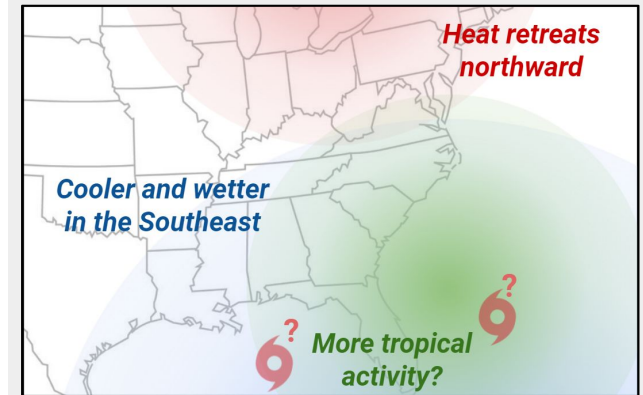 Heat retreats
northward
Cooler and wetter
in the Southeast
?
?
More tropical
activity?